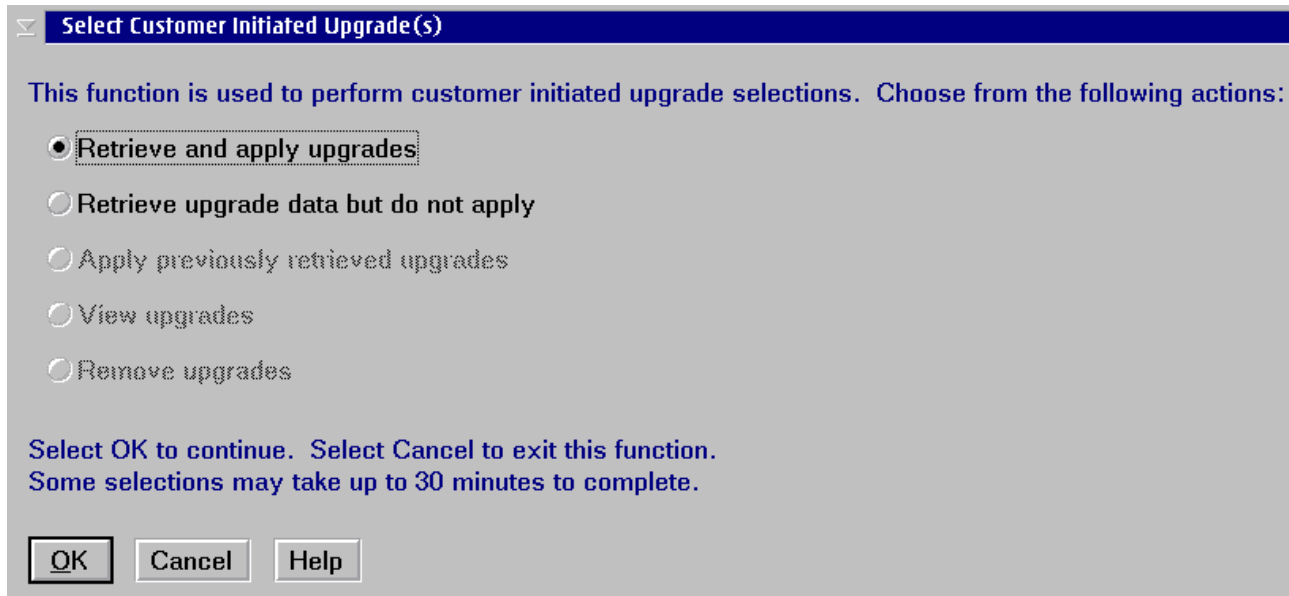 Select Customer Initiated Upgrade(s)
This function is used to perform customer initiated upgrade selections.  Choose from the following actions:
Retrieve and apply upgrades
Retrieve upgrade data but do not apply
Apply previously retrieved upgrades
View upgrades
Remove upgrades
Select OK to continue.  Select Cancel to exit this function.
Some selections may take up to 30 minutes to complete.
OK Cancel Help